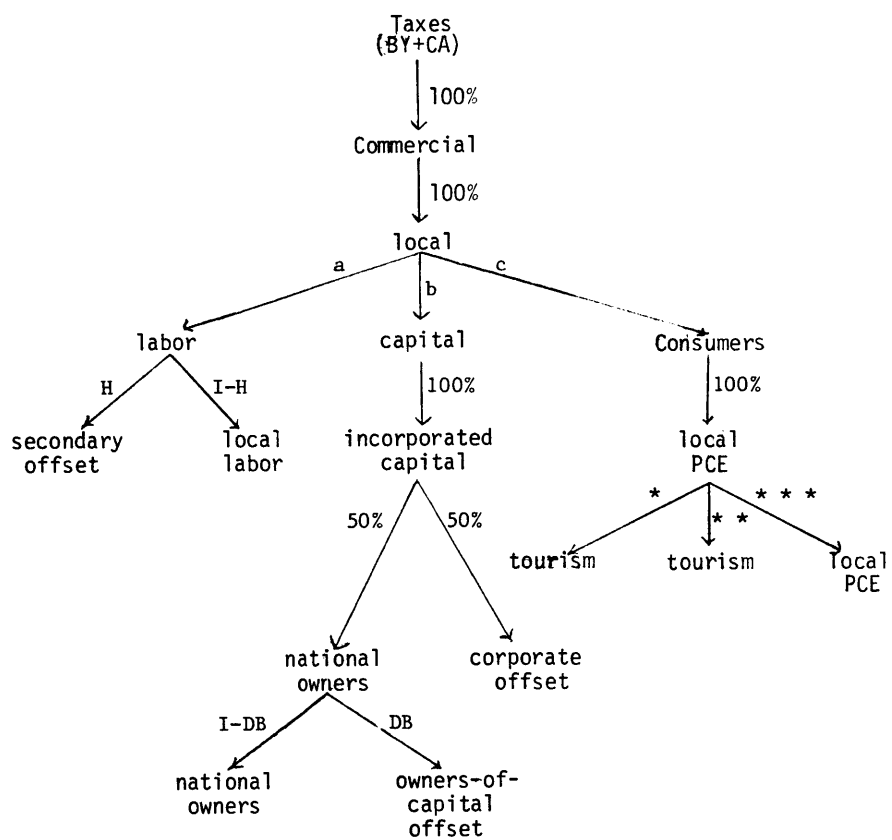 Taxes
(BY+CA)
100%
Commercial
100%
local
a
b
c
labor
capital
Consumers
H
I-H
100%
100%
secondary
offset
local
labor
incorporated
capital
local
PCE
50%
50%
*
* *
* * *
tourism
tourism
local
PCE
national
owners
corporate
offset
I-DB
DB
national
owners
owners-of-
capital
offset